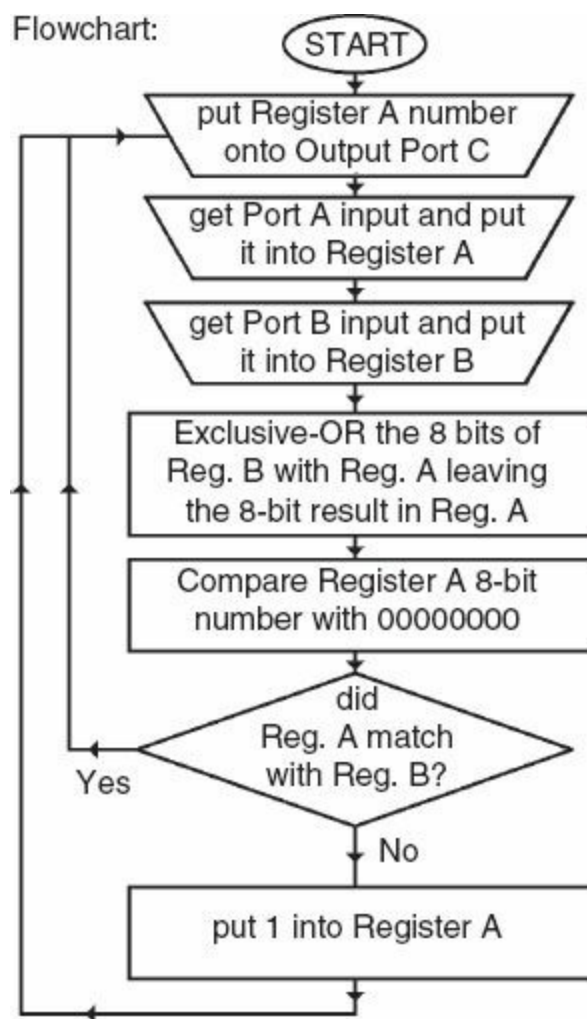 Flowchart:
START
put Register A number
onto Output Port C
get Port A input and put
it into Register A
get Port B input and put
it into Register B
Exclusive-OR the 8 bits of
Reg. B with Reg. A leaving
the 8-bit result in Reg. A
Compare Register A 8-bit
number with 00000000
did
Reg. A match
with Reg. B?
Yes
No
put 1 into Register A